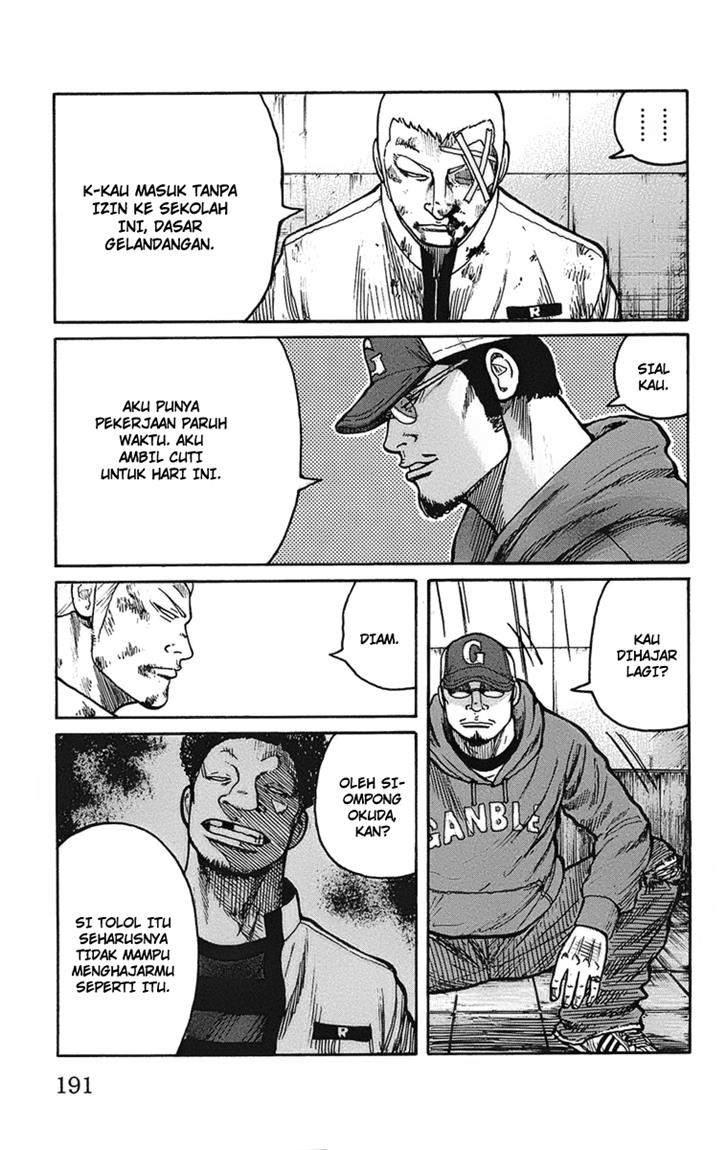 ......
......
K-KAU MASUK TANPA
IZIN KE SEKOLAH
INI, DASAR
GELANDANGAN.
R
SIAL
KAU.
G
AKU PUNYA
PEKERJAAN PARUH
WAKTU. AKU
AMBIL CUTI
UNTUK HARI INI.
KAU
DIHAJAR
LAGI?
G
GANBLE
DIAM.
OLEH SI-
OMPONG
OKUDA,
KAN?
SI TOLOL ITU
SEHARUSNYA
TIDAK MAMPU
MENGHAJARMU
SEPERTI ITU.
R
191